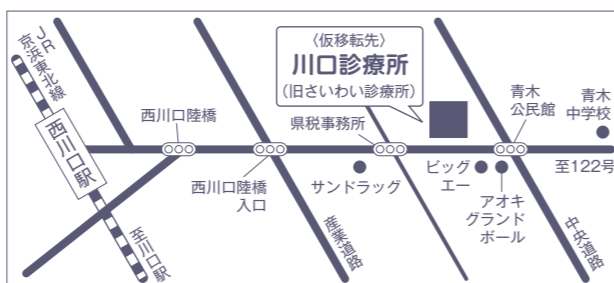 JR
京浜東北線
西川口駅
至川口駅
西川口陸橋
西川口陸橋
入口
産業道路
サンドラッグ
県税事務所
〈仮移転先〉
川口診療所
（旧さいわい診療所）
ビッグ
エー
アオキ
グランド
ボール
青木
公民館
青木
中学校
至122号
中央道路